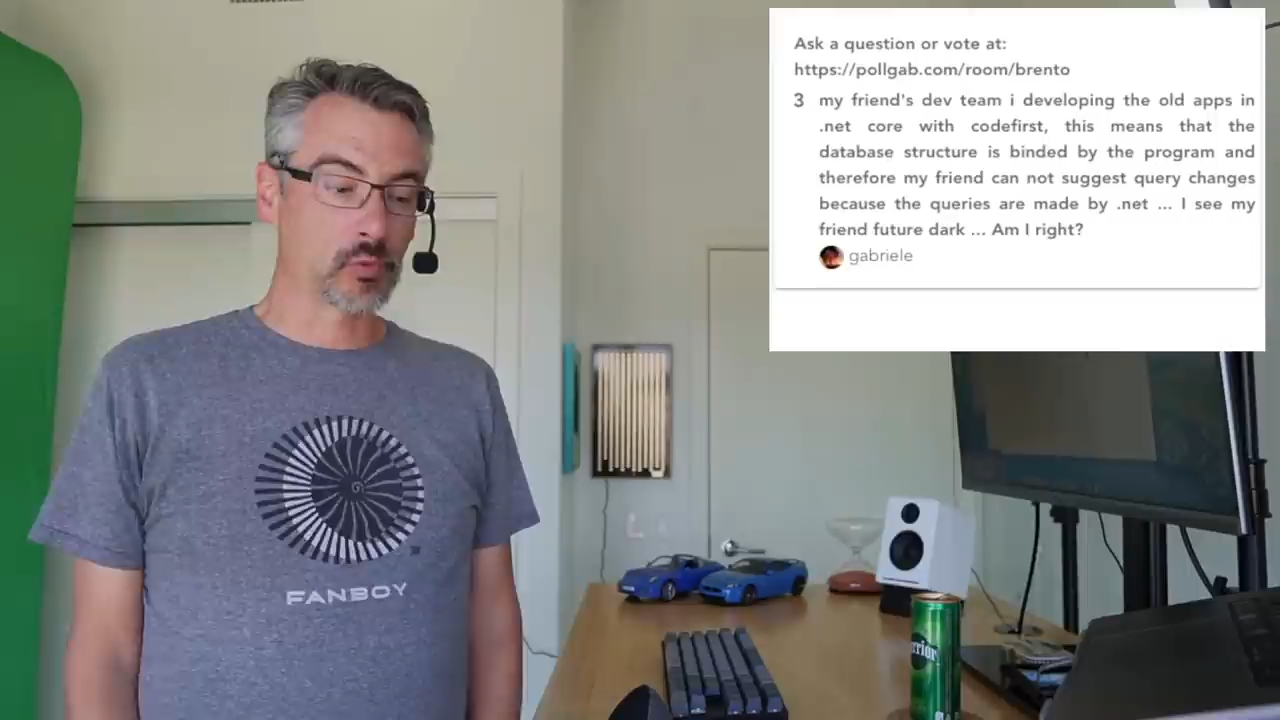 Ask a question or vote at:
https://pollgab.com/room/brento
3 my friend's dev team i developing the old apps in
.net core with codefirst, this means that the
database structure is binded by the program and
therefore my friend can not suggest query changes
because the queries are made by .net ... I see my
friend future dark ... Am I right?
gabriele
FANBOY